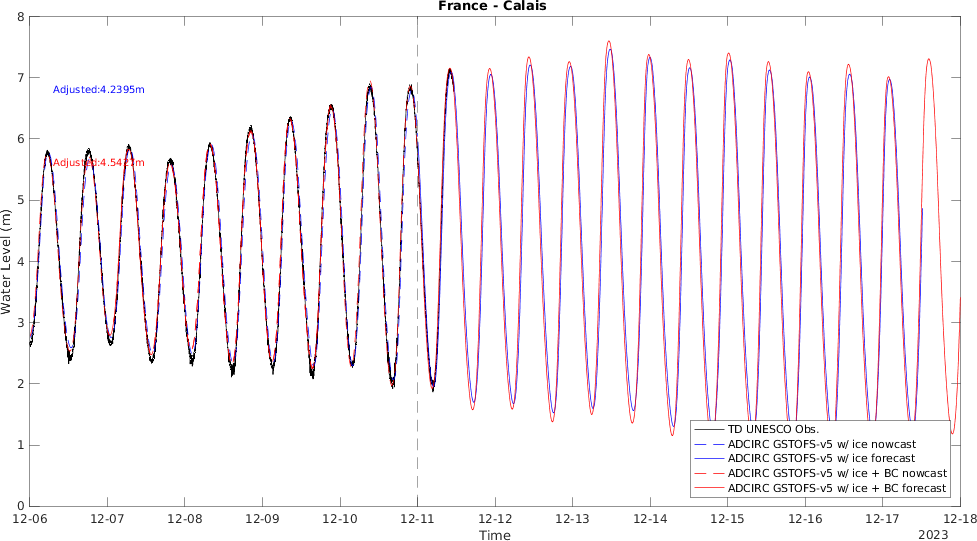 France - Calais
8
7
6
5
4
3
2
1
0
Water Level (m)
Adjusted:4.2395m
Adjusted:4.5427m
TD UNESCO Obs.
ADCIRC GSTOFS-v5 w/ ice nowcast
ADCIRC GSTOFS-v5 w/ ice forecast
ADCIRC GSTOFS-v5 w/ ice + BC nowcast
ADCIRC GSTOFS-v5 w/ ice + BC forecast
12-06 12-07 12-08 12-09 12-10 12-11 12-12 12-13 12-14 12-15 12-16 12-17 12-18
Time
2023